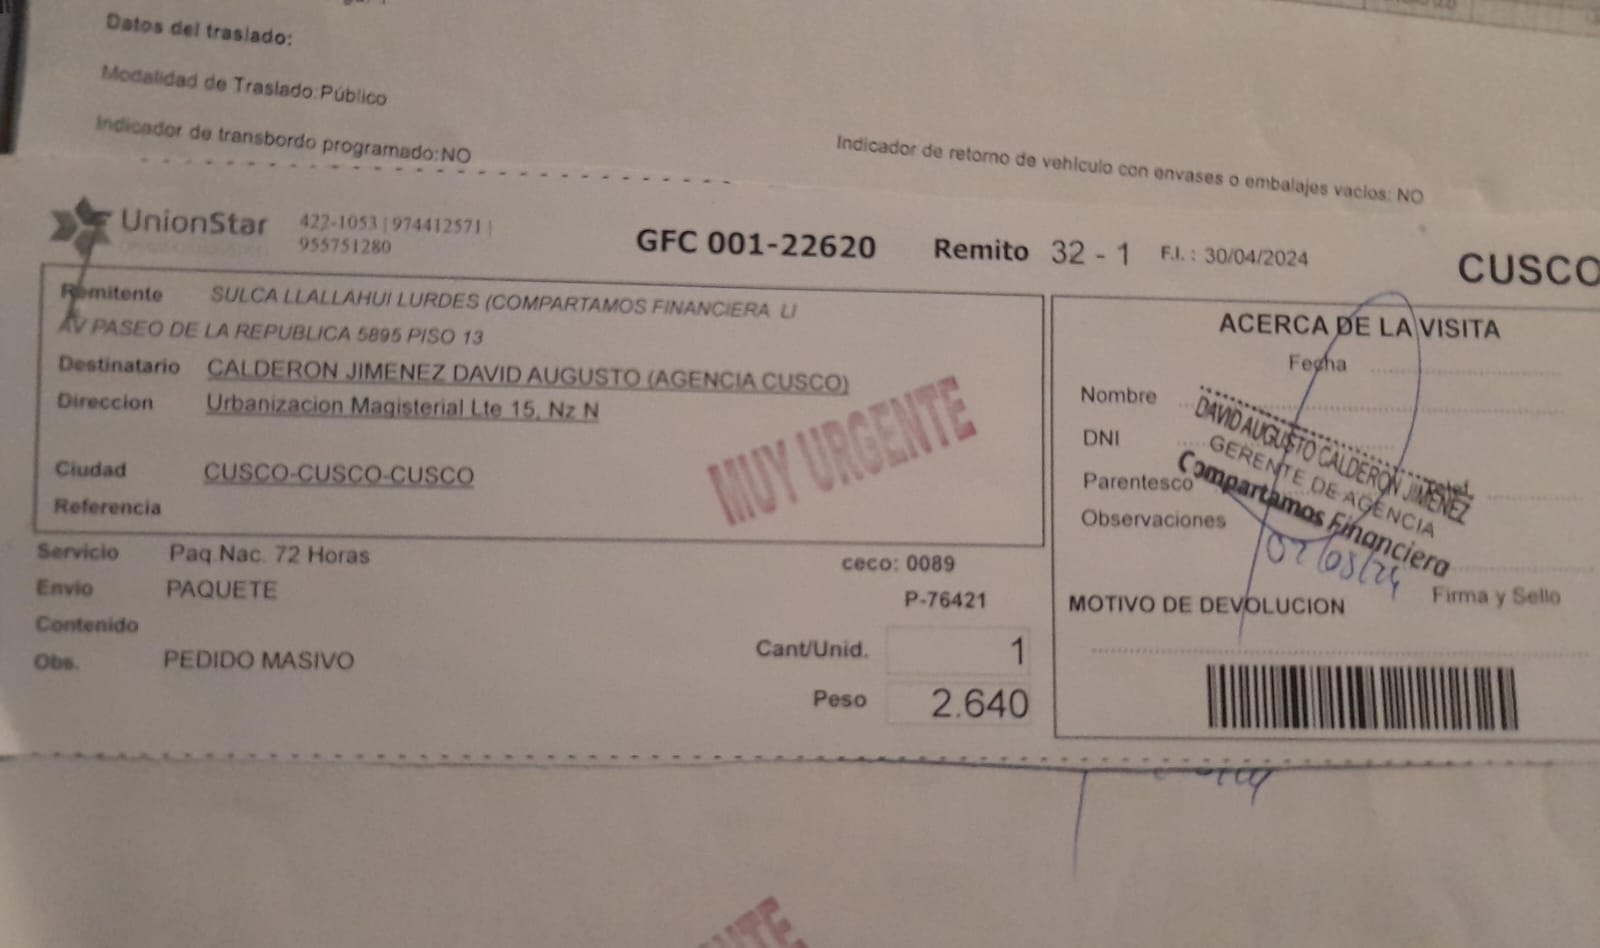 Datos del traslado:
Modalidad de Traslado:Público
Indicador de transbordo programado:NO
Indicador de retorno de vehículo con envases o embalajes vacios: NO
UnionStar
422-1053 | 974412571 |
955751280
GFC 001-22620
Remito 32 - 1
F.I. : 30/04/2024
CUSCO
Remitente SULCA LLALLAHUI LURDES (COMPARTAMOS FINANCIERA LI
AV PASEO DE LA REPUBLICA 5895 PISO 13
Destinatario CALDERON JIMENEZ DAVID AUGUSTO (AGENCIA CUSCO)
Direccion Urbanizacion Magisterial Lte 15, Nz N
Ciudad CUSCO-CUSCO-CUSCO
Referencia
MUY URGENTE
Servicio Paq.Nac. 72 Horas
Envio PAQUETE
Contenido
Obs. PEDIDO MASIVO
ceco: 0089
P-76421
Cant/Unid. 1
Peso 2.640
ACERCA DE LA VISITA
Fecha
Nombre
DNI
Parentesco
Observaciones
DAVID AUGUSTO CALDERON JIMENEZ
GERENTE DE AGENCIA
Compartamos Financiera
02/05/24
Firma y Sello
MOTIVO DE DEVOLUCION